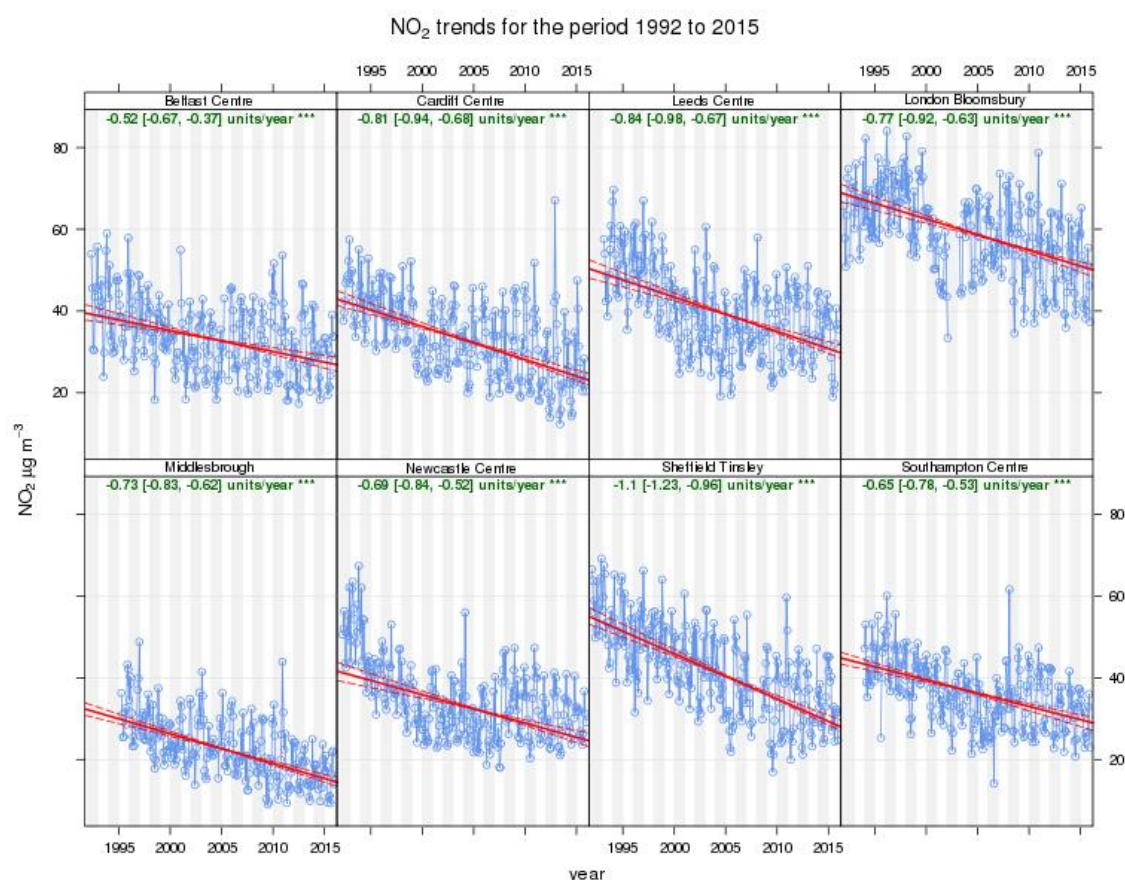 NO2 trends for the period 1992 to 2015
1995 2000 2005 2010 2015 1995 2000 2005 2010 2015
Belfast Centre Cardiff Centre Leeds Centre London Bloomsbury
-0.52 [-0.67, -0.37] units/year *** -0.81 [-0.94, -0.68] units/year *** -0.84 [-0.98, -0.67] units/year *** -0.77 [-0.92, -0.63] units/year ***
80
60
40
20
Middlesbrough Newcastle Centre Sheffield Tinsley Southampton Centre
-0.73 [-0.83, -0.62] units/year *** -0.69 [-0.84, -0.52] units/year *** -1.1 [-1.23, -0.96] units/year *** -0.65 [-0.78, -0.53] units/year ***
NO2 µg m−3
80
60
40
20
1995 2000 2005 2010 2015 1995 2000 2005 2010 2015
year